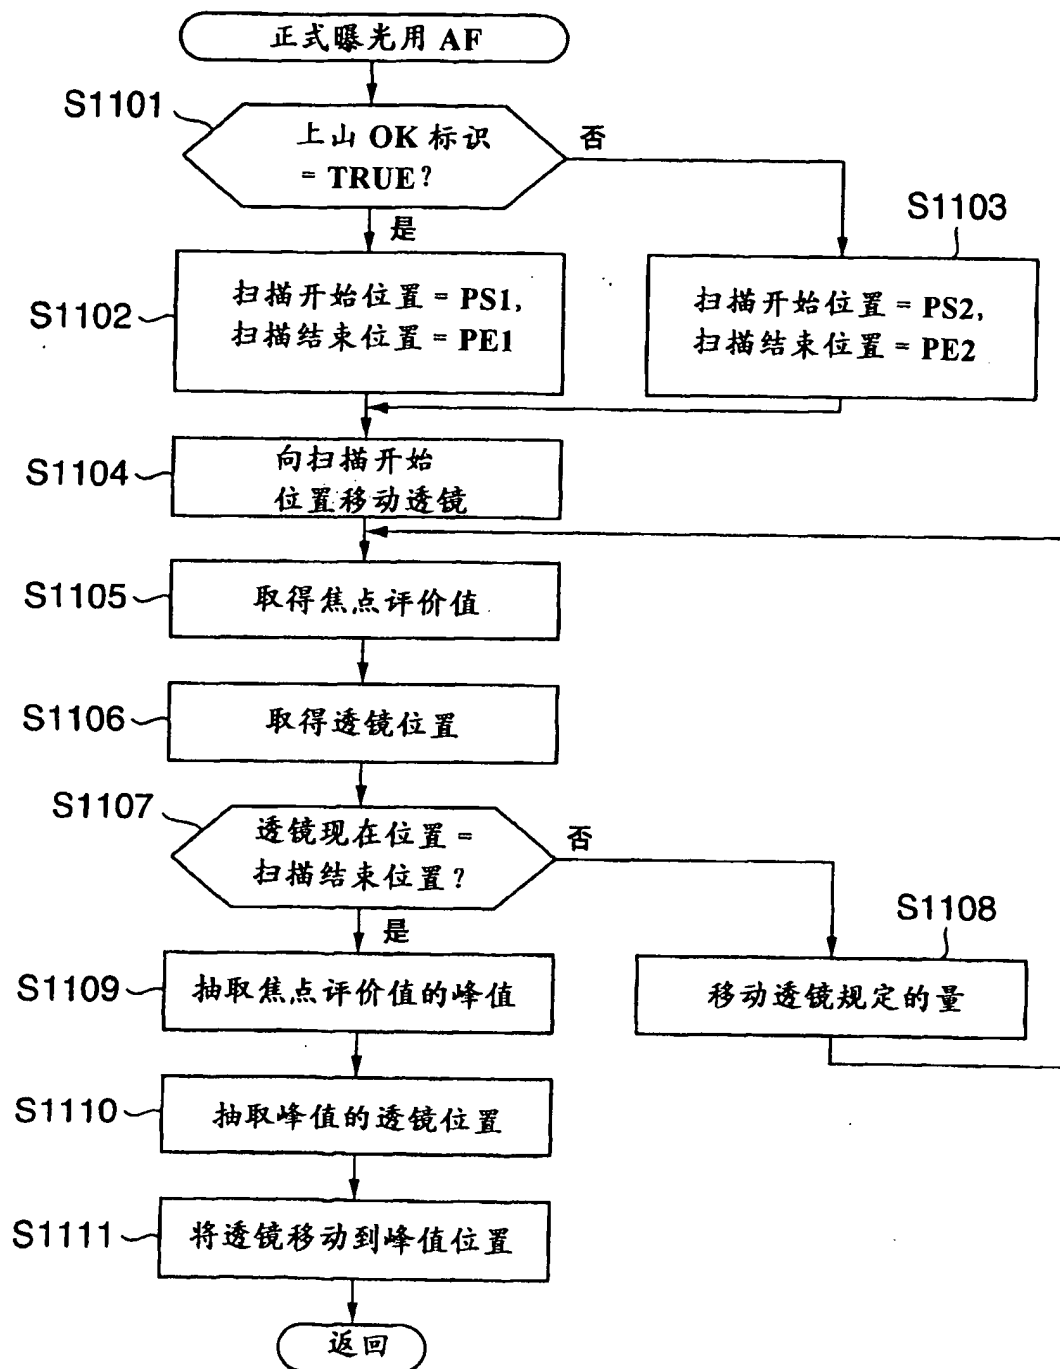 正式曝光用 AF
S1101
上山 OK 标识
= TRUE？
否
是
S1103
S1102
扫描开始位置 = PS1,
扫描结束位置 = PE1
扫描开始位置 = PS2,
扫描结束位置 = PE2
S1104
向扫描开始
位置移动透镜
S1105
取得焦点评价值
S1106
取得透镜位置
S1107
透镜现在位置 =
扫描结束位置？
否
是
S1108
S1109
抽取焦点评价值的峰值
移动透镜规定的量
S1110
抽取峰值的透镜位置
S1111
将透镜移动到峰值位置
返回